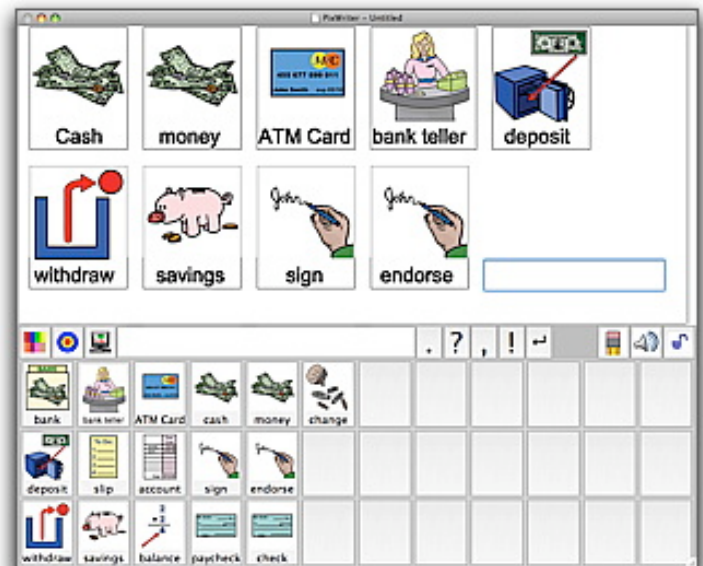 PixWriter - Untitled
Cash money ATM Card bank teller deposit
withdraw savings sign endorse
. ? , !
bank bank teller ATM Card cash money change
deposit slip account sign endorse
withdraw savings balance paycheck check